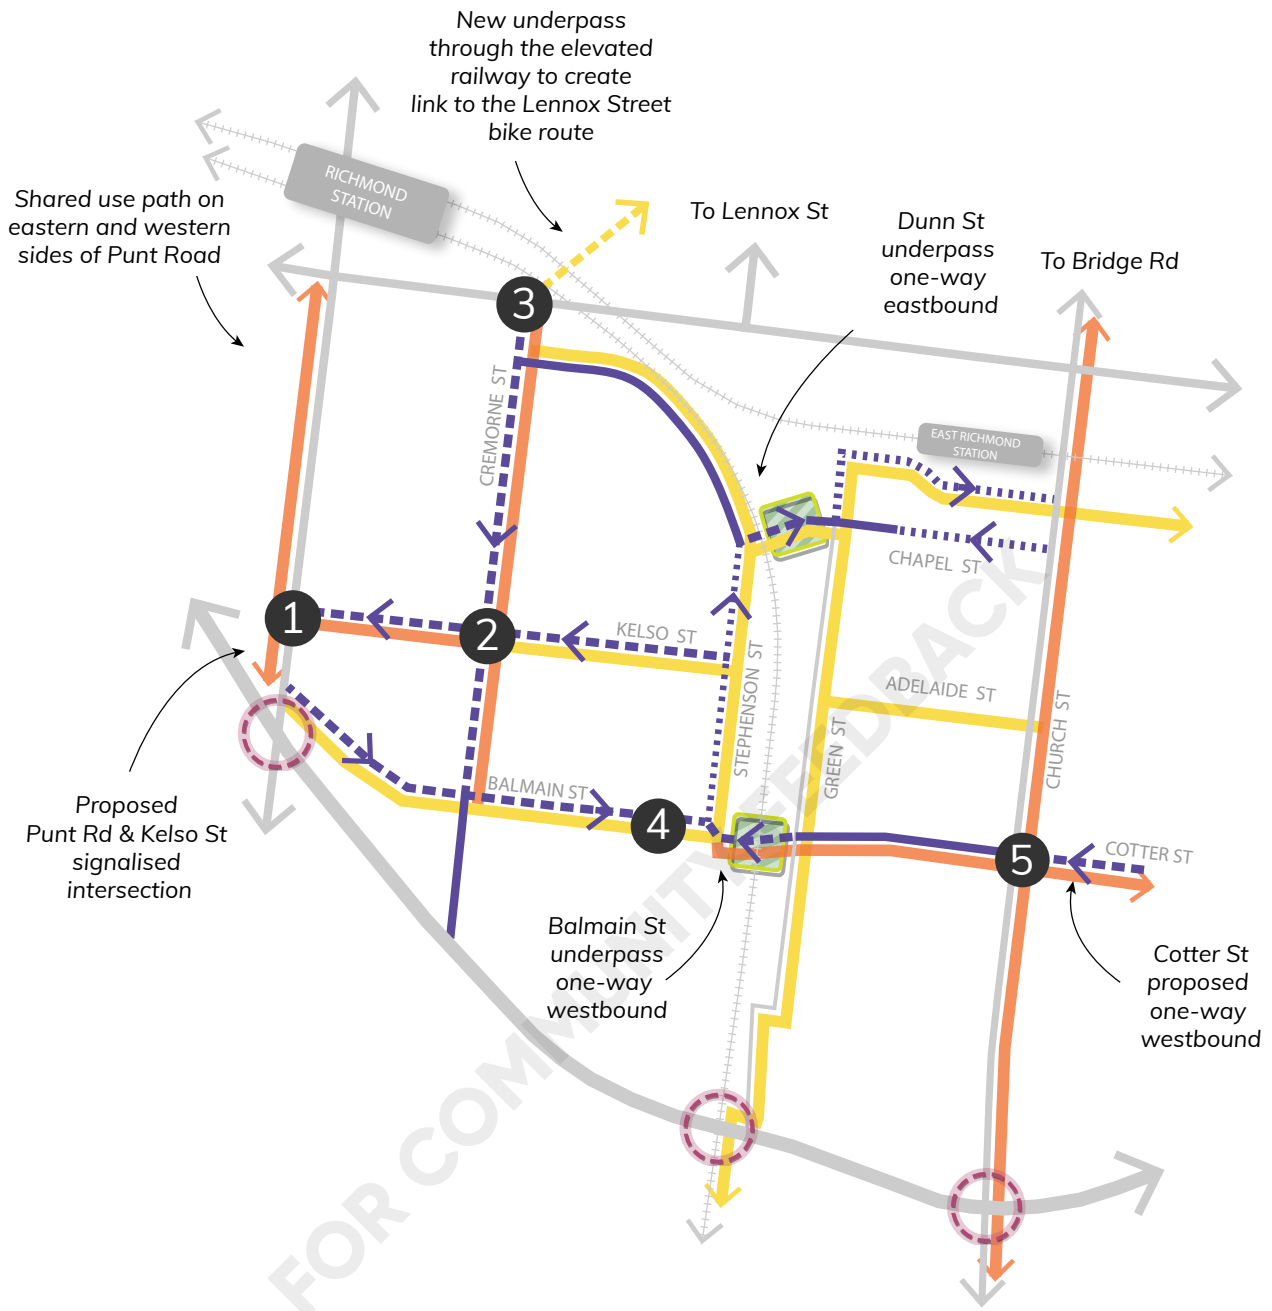 New underpass
through the elevated
railway to create
link to the Lennox Street
bike route
RICHMOND
STATION
Shared use path on
eastern and western
sides of Punt Road
To Lennox St
Dunn St
underpass
one-way
eastbound
To Bridge Rd
3
CREMORNE ST
EAST RICHMOND
STATION
CHAPEL ST
1
2
KELSO ST
STEPHENSON ST
ADELAIDE ST
GREEN ST
CHURCH ST
BALMAIN ST
4
5
COTTER ST
Proposed
Punt Rd & Kelso St
signalised
intersection
Balmain St
underpass
one-way
westbound
Cotter St
proposed
one-way
westbound
FOR COMMUNITY FEEDBACK